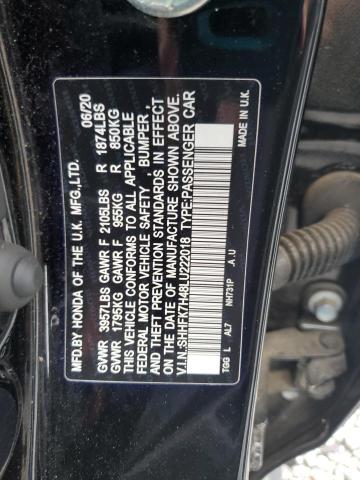 MFD.BY HONDA OF THE U.K. MFG.,LTD. 06/20
GVWR 3957LBS GAWR F 2105LBS R 1874LBS
GVWR 1795KG GAWR F 955KG R 850KG
THIS VEHICLE CONFORMS TO ALL APPLICABLE
FEDERAL MOTOR VEHICLE SAFETY , BUMPER ,
AND THEFT PREVENTION STANDARDS IN EFFECT
ON THE DATE OF MANUFACTURE SHOWN ABOVE.
V.I.N.:SHHFK7H48LU222018 TYPE:PASSENGER CAR
TGG L AL7 NH731P .A .U MADE IN U.K.